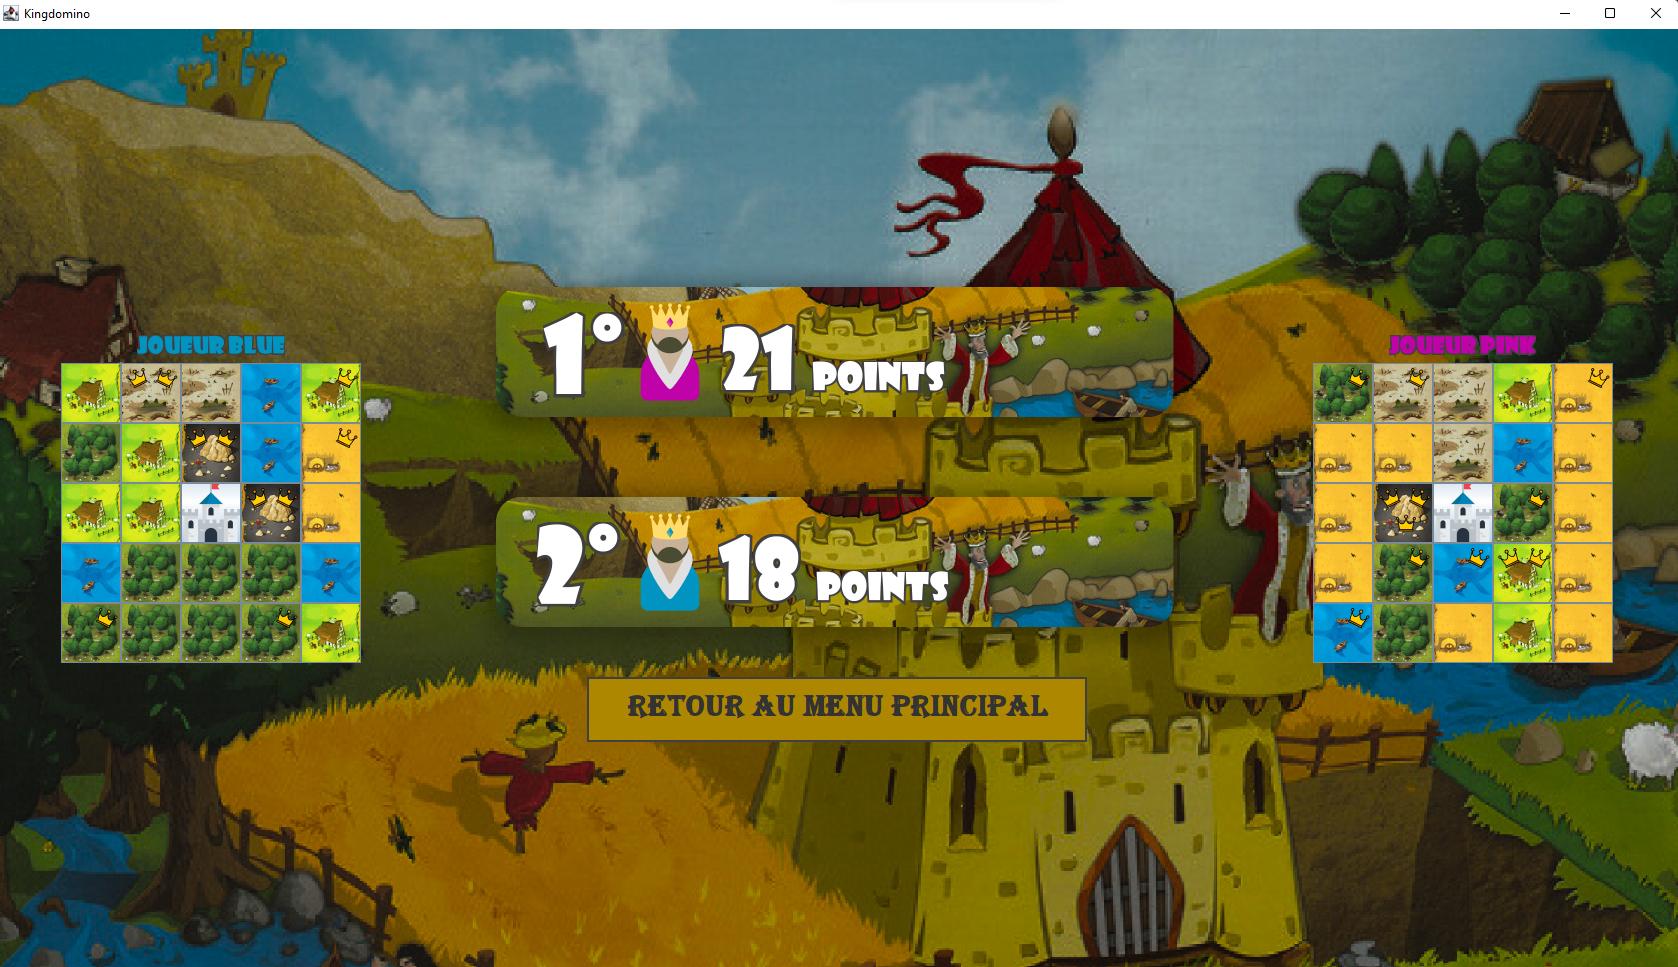 Kingdomino
JOUEUR BLUE
1° 21 POINTS
JOUEUR PINK
2° 18 POINTS
RETOUR AU MENU PRINCIPAL